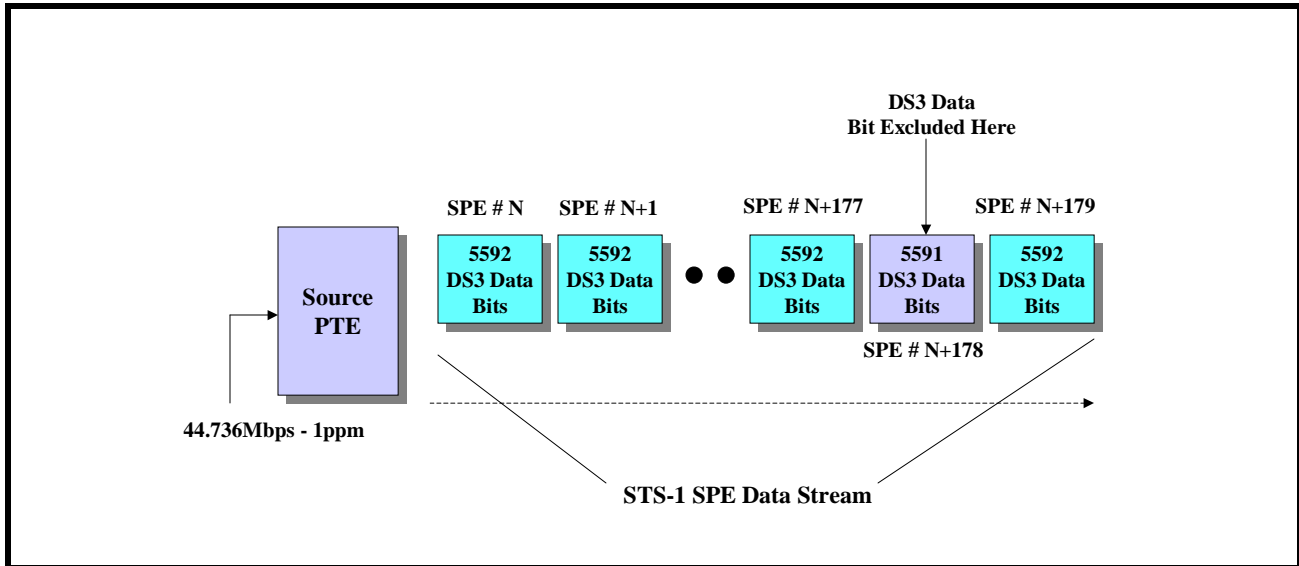 DS3 Data
Bit Excluded Here
SPE # N
SPE # N+1
SPE # N+177
SPE # N+179
Source
PTE
5592
DS3 Data
Bits
5592
DS3 Data
Bits
5592
DS3 Data
Bits
5591
DS3 Data
Bits
5592
DS3 Data
Bits
SPE # N+178
44.736Mbps - 1ppm
STS-1 SPE Data Stream